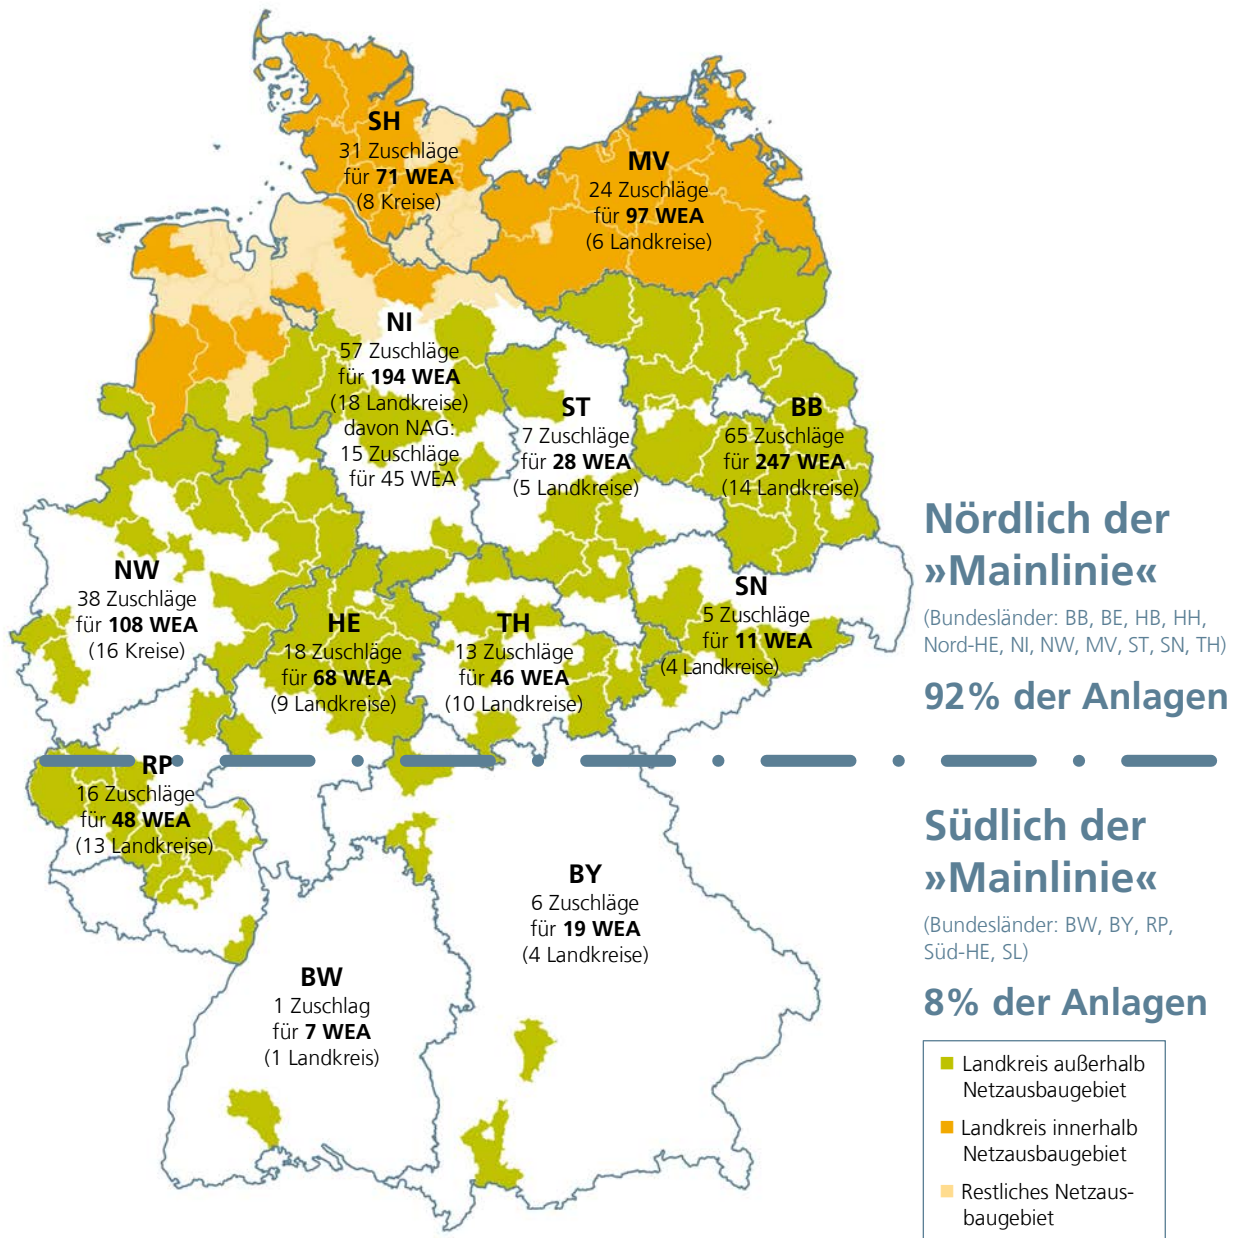 SH
31 Zuschläge
für 71 WEA
(8 Kreise)
MV
24 Zuschläge
für 97 WEA
(6 Landkreise)
NI
57 Zuschläge
für 194 WEA
(18 Landkreise)
davon NAG:
15 Zuschläge
für 45 WEA
ST
7 Zuschläge
für 28 WEA
(5 Landkreise)
BB
65 Zuschläge
für 247 WEA
(14 Landkreise)
NW
38 Zuschläge
für 108 WEA
(16 Kreise)
HE
18 Zuschläge
für 68 WEA
(9 Landkreise)
TH
13 Zuschläge
für 46 WEA
(10 Landkreise)
SN
5 Zuschläge
für 11 WEA
(4 Landkreise)
RP
16 Zuschläge
für 48 WEA
(13 Landkreise)
BY
6 Zuschläge
für 19 WEA
(4 Landkreise)
BW
1 Zuschlag
für 7 WEA
(1 Landkreis)
Nördlich der
»Mainlinie«
(Bundesländer: BB, BE, HB, HH,
Nord-HE, NI, NW, MV, ST, SN, TH)
92% der Anlagen
Südlich der
»Mainlinie«
(Bundesländer: BW, BY, RP,
Süd-HE, SL)
8% der Anlagen
Landkreis außerhalb
Netzausbaugebiet
Landkreis innerhalb
Netzausbaugebiet
Restliches Netzaus-
baugebiet